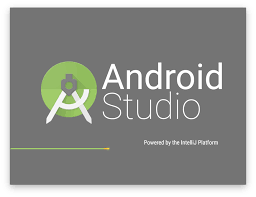 Android
Studio
Powered by the IntelliJ Platform